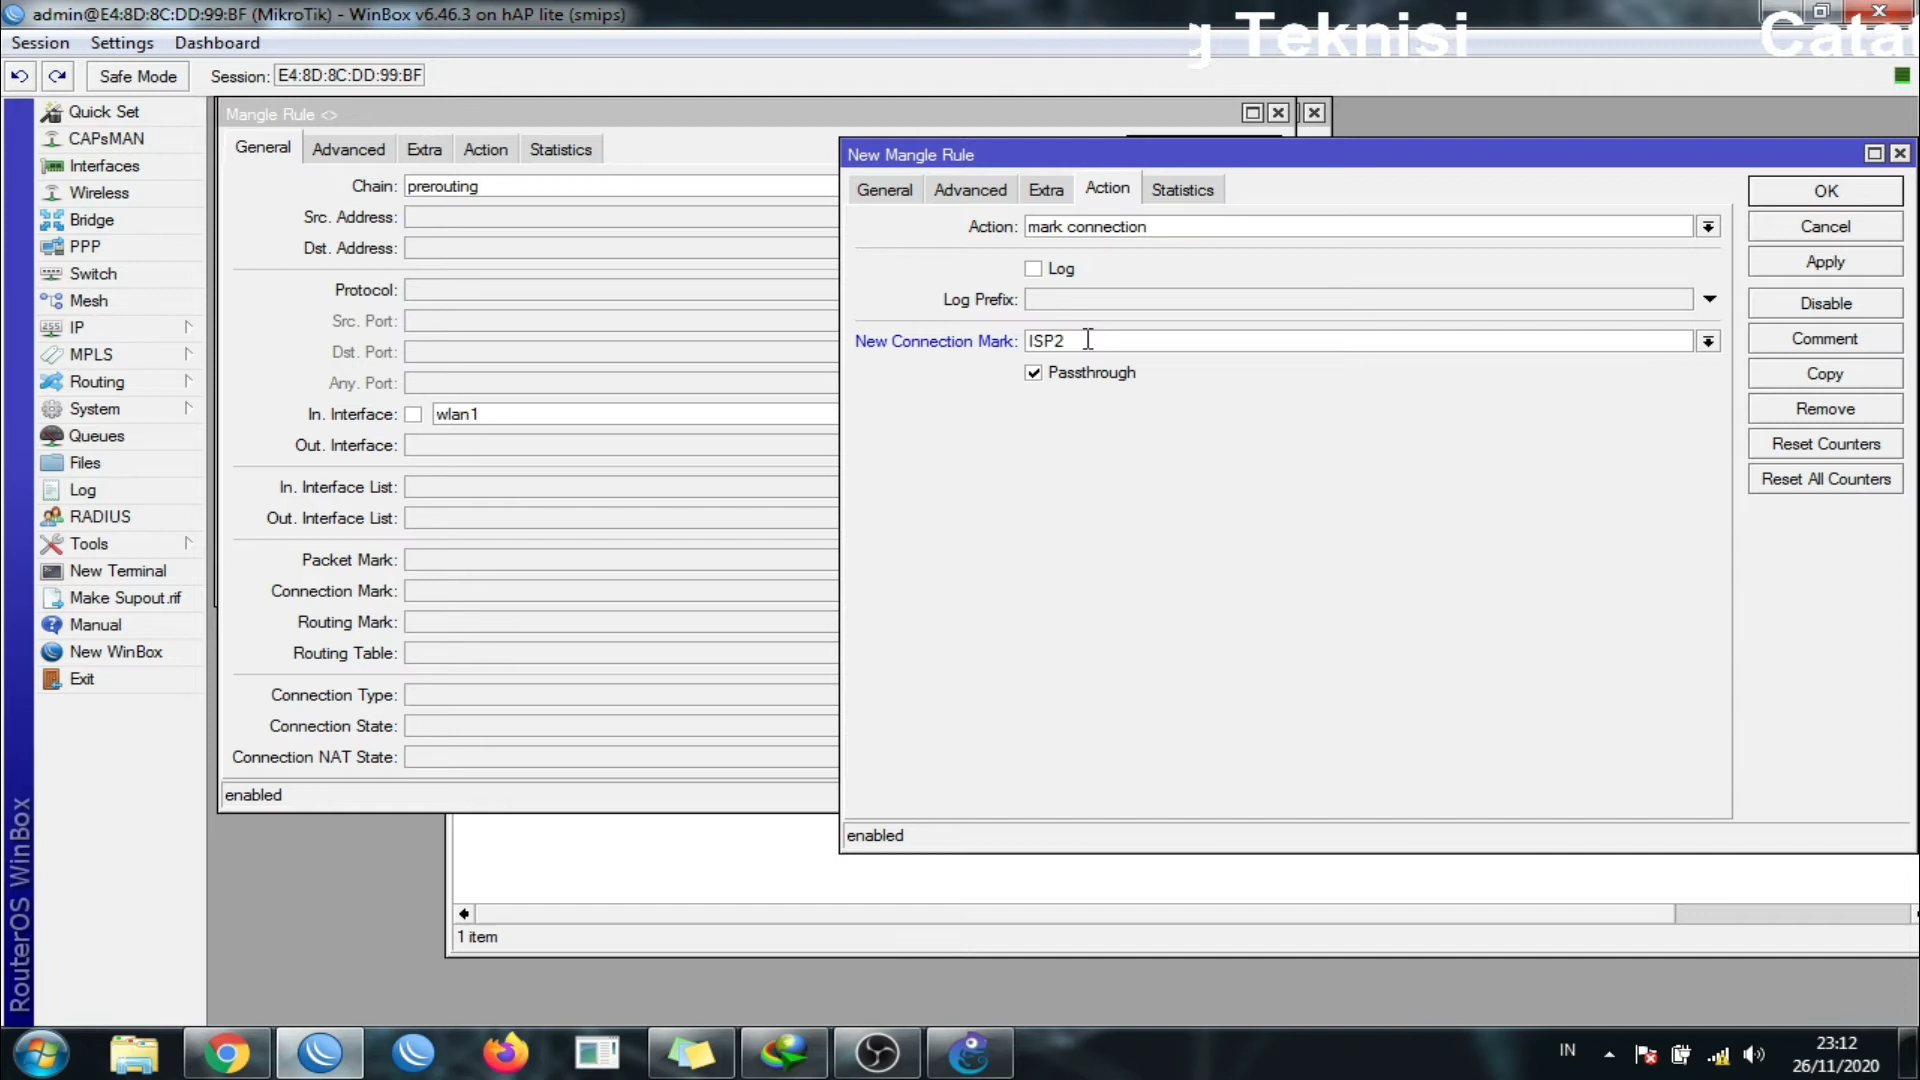 admin@E4:8D:8C:DD:99:BF (MikroTik) - WinBox v6.46.3 on hAP lite (smips)
g Teknisi
Catat
Session Settings Dashboard
Safe Mode Session: E4:8D:8C:DD:99:BF
Quick Set
CAPsMAN
Interfaces
Wireless
Bridge
PPP
Switch
Mesh
IP
MPLS
Routing
System
Queues
Files
Log
RADIUS
Tools
New Terminal
Make Supout.rif
Manual
New WinBox
Exit
RouterOS WinBox
Mangle Rule <>
General Advanced Extra Action Statistics
Chain: prerouting
Src. Address:
Dst. Address:
Protocol:
Src. Port:
Dst. Port:
Any. Port:
In. Interface: wlan1
Out. Interface:
In. Interface List:
Out. Interface List:
Packet Mark:
Connection Mark:
Routing Mark:
Routing Table:
Connection Type:
Connection State:
Connection NAT State:
enabled
New Mangle Rule
General Advanced Extra Action Statistics
Action: mark connection
Log
Log Prefix:
New Connection Mark: ISP2
Passthrough
OK
Cancel
Apply
Disable
Comment
Copy
Remove
Reset Counters
Reset All Counters
enabled
1 item
255
IN
23:12
26/11/2020